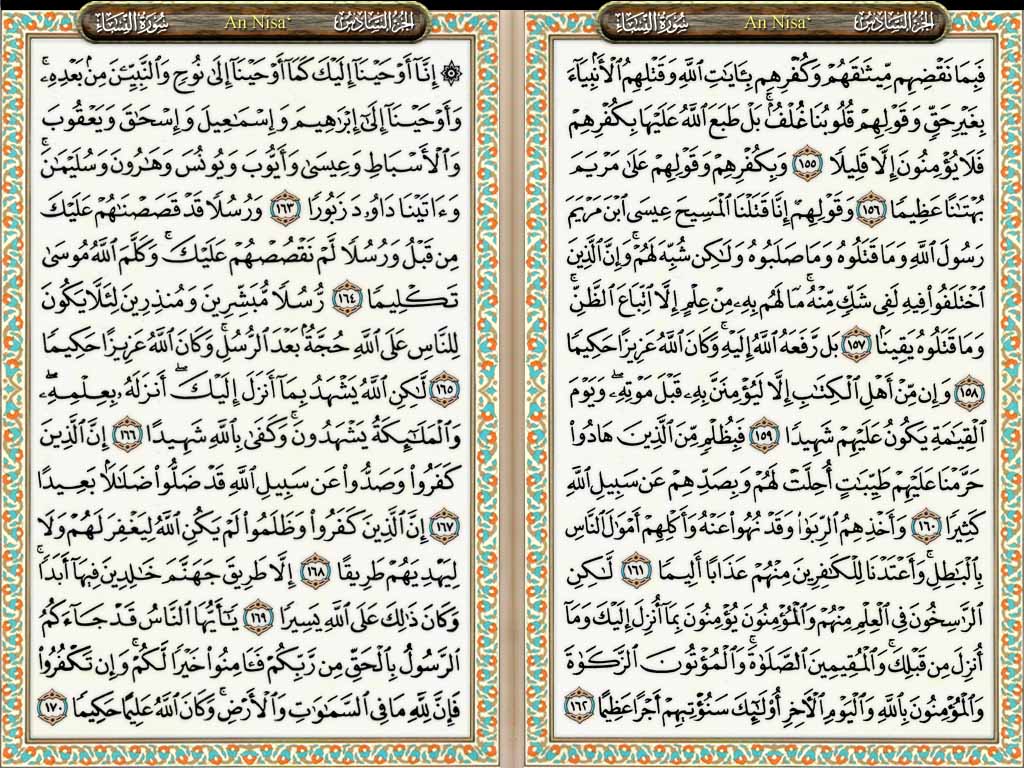 الجزء السادس An Nisa` سورة النساء
فَبِمَا نَقْضِهِم مِّيثَٰقَهُمْ وَكُفْرِهِم بِـَٔايَٰتِ ٱللَّهِ وَقَتْلِهِمُ ٱلْأَنۢبِيَآءَ
بِغَيْرِ حَقٍّ وَقَوْلِهِمْ قُلُوبُنَا غُلْفٌۢ ۚ بَلْ طَبَعَ ٱللَّهُ عَلَيْهَا بِكُفْرِهِمْ
فَلَا يُؤْمِنُونَ إِلَّا قَلِيلًا ١٥٥ وَبِكُفْرِهِمْ وَقَوْلِهِمْ عَلَىٰ مَرْيَمَ
بُهْتَٰنًا عَظِيمًا ١٥٦ وَقَوْلِهِمْ إِنَّا قَتَلْنَا ٱلْمَسِيحَ عِيسَى ٱبْنَ مَرْيَمَ
رَسُولَ ٱللَّهِ وَمَا قَتَلُوهُ وَمَا صَلَبُوهُ وَلَٰكِن شُبِّهَ لَهُمْ ۚ وَإِنَّ ٱلَّذِينَ
ٱخْتَلَفُوا۟ فِيهِ لَفِى شَكٍّ مِّنْهُ ۚ مَا لَهُم بِهِۦ مِنْ عِلْمٍ إِلَّا ٱتِّبَاعَ ٱلظَّنِّ ۚ
وَمَا قَتَلُوهُ يَقِينًۢا ١٥٧ بَل رَّفَعَهُ ٱللَّهُ إِلَيْهِ ۚ وَكَانَ ٱللَّهُ عَزِيزًا حَكِيمًا
١٥٨ وَإِن مِّنْ أَهْلِ ٱلْكِتَٰبِ إِلَّا لَيُؤْمِنَنَّ بِهِۦ قَبْلَ مَوْتِهِۦ ۖ وَيَوْمَ
ٱلْقِيَٰمَةِ يَكُونُ عَلَيْهِمْ شَهِيدًا ١٥٩ فَبِظُلْمٍ مِّنَ ٱلَّذِينَ هَادُوا۟
حَرَّمْنَا عَلَيْهِمْ طَيِّبَٰتٍ أُحِلَّتْ لَهُمْ وَبِصَدِّهِمْ عَن سَبِيلِ ٱللَّهِ
كَثِيرًا ١٦٠ وَأَخْذِهِمُ ٱلرِّبَوٰا۟ وَقَدْ نُهُوا۟ عَنْهُ وَأَكْلِهِمْ أَمْوَٰلَ ٱلنَّاسِ
بِٱلْبَٰطِلِ ۚ وَأَعْتَدْنَا لِلْكَٰفِرِينَ مِنْهُمْ عَذَابًا أَلِيمًا ١٦١ لَّٰكِنِ
ٱلرَّٰسِخُونَ فِى ٱلْعِلْمِ مِنْهُمْ وَٱلْمُؤْمِنُونَ يُؤْمِنُونَ بِمَآ أُنزِلَ إِلَيْكَ وَمَآ
أُنزِلَ مِن قَبْلِكَ ۚ وَٱلْمُقِيمِينَ ٱلصَّلَوٰةَ ۚ وَٱلْمُؤْتُونَ ٱلزَّكَوٰةَ
وَٱلْمُؤْمِنُونَ بِٱللَّهِ وَٱلْيَوْمِ ٱلْـَٔاخِرِ أُو۟لَٰٓئِكَ سَنُؤْتِيهِمْ أَجْرًا عَظِيمًا ١٦٢
الجزء السادس An Nisa` سورة النساء
۞ إِنَّآ أَوْحَيْنَآ إِلَيْكَ كَمَآ أَوْحَيْنَآ إِلَىٰ نُوحٍ وَٱلنَّبِيِّـۧنَ مِنۢ بَعْدِهِۦ ۚ
وَأَوْحَيْنَآ إِلَىٰٓ إِبْرَٰهِيمَ وَإِسْمَٰعِيلَ وَإِسْحَٰقَ وَيَعْقُوبَ
وَٱلْأَسْبَاطِ وَعِيسَىٰ وَأَيُّوبَ وَيُونُسَ وَهَٰرُونَ وَسُلَيْمَٰنَ ۚ
وَءَاتَيْنَا دَاوُۥدَ زَبُورًا ١٦٣ وَرُسُلًا قَدْ قَصَصْنَٰهُمْ عَلَيْكَ
مِن قَبْلُ وَرُسُلًا لَّمْ نَقْصُصْهُمْ عَلَيْكَ ۚ وَكَلَّمَ ٱللَّهُ مُوسَىٰ
تَكْلِيمًا ١٦٤ رُّسُلًا مُّبَشِّرِينَ وَمُنذِرِينَ لِئَلَّا يَكُونَ
لِلنَّاسِ عَلَى ٱللَّهِ حُجَّةٌۢ بَعْدَ ٱلرُّسُلِ ۚ وَكَانَ ٱللَّهُ عَزِيزًا حَكِيمًا
١٦٥ لَّٰكِنِ ٱللَّهُ يَشْهَدُ بِمَآ أَنزَلَ إِلَيْكَ ۖ أَنزَلَهُۥ بِعِلْمِهِۦ ۖ
وَٱلْمَلَٰٓئِكَةُ يَشْهَدُونَ ۚ وَكَفَىٰ بِٱللَّهِ شَهِيدًا ١٦٦ إِنَّ ٱلَّذِينَ
كَفَرُوا۟ وَصَدُّوا۟ عَن سَبِيلِ ٱللَّهِ قَدْ ضَلُّوا۟ ضَلَٰلًۢا بَعِيدًا
١٦٧ إِنَّ ٱلَّذِينَ كَفَرُوا۟ وَظَلَمُوا۟ لَمْ يَكُنِ ٱللَّهُ لِيَغْفِرَ لَهُمْ وَلَا
لِيَهْدِيَهُمْ طَرِيقًا ١٦٨ إِلَّا طَرِيقَ جَهَنَّمَ خَٰلِدِينَ فِيهَآ أَبَدًا ۚ
وَكَانَ ذَٰلِكَ عَلَى ٱللَّهِ يَسِيرًا ١٦٩ يَٰٓأَيُّهَا ٱلنَّاسُ قَدْ جَآءَكُمُ
ٱلرَّسُولُ بِٱلْحَقِّ مِن رَّبِّكُمْ فَـَٔامِنُوا۟ خَيْرًا لَّكُمْ ۚ وَإِن تَكْفُرُوا۟
فَإِنَّ لِلَّهِ مَا فِى ٱلسَّمَٰوَٰتِ وَٱلْأَرْضِ ۚ وَكَانَ ٱللَّهُ عَلِيمًا حَكِيمًا ١٧٠